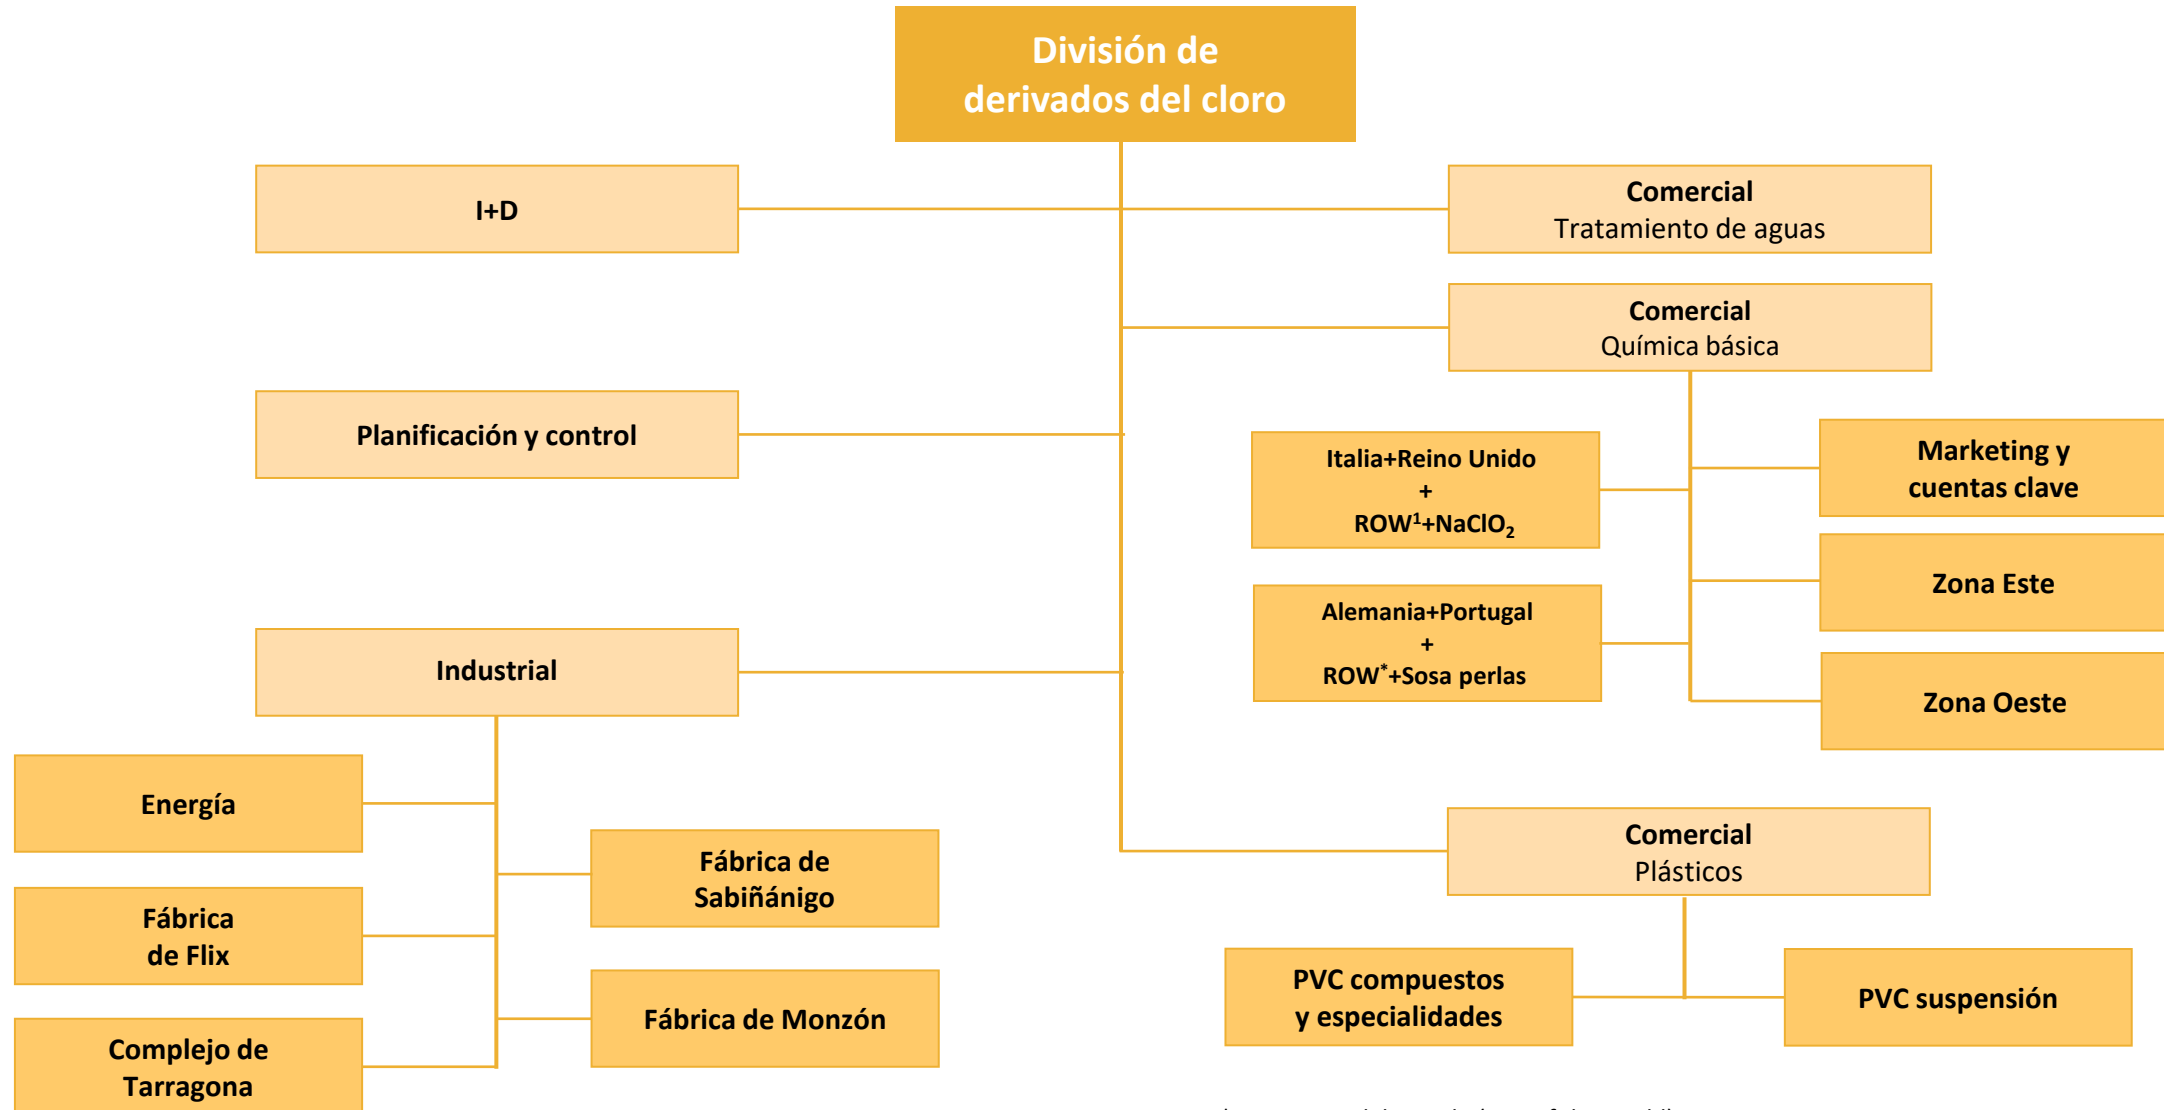 División de
derivados del cloro
I+D
Comercial
Tratamiento de aguas
Comercial
Química básica
Planificación y control
Italia+Reino Unido
+
ROW¹+NaClO₂
Marketing y
cuentas clave
Zona Este
Alemania+Portugal
+
ROW*+Sosa perlas
Zona Oeste
Industrial
Energía
Fábrica de
Sabiñánigo
Fábrica
de Flix
Fábrica de Monzón
Complejo de
Tarragona
Comercial
Plásticos
PVC compuestos
y especialidades
PVC suspensión